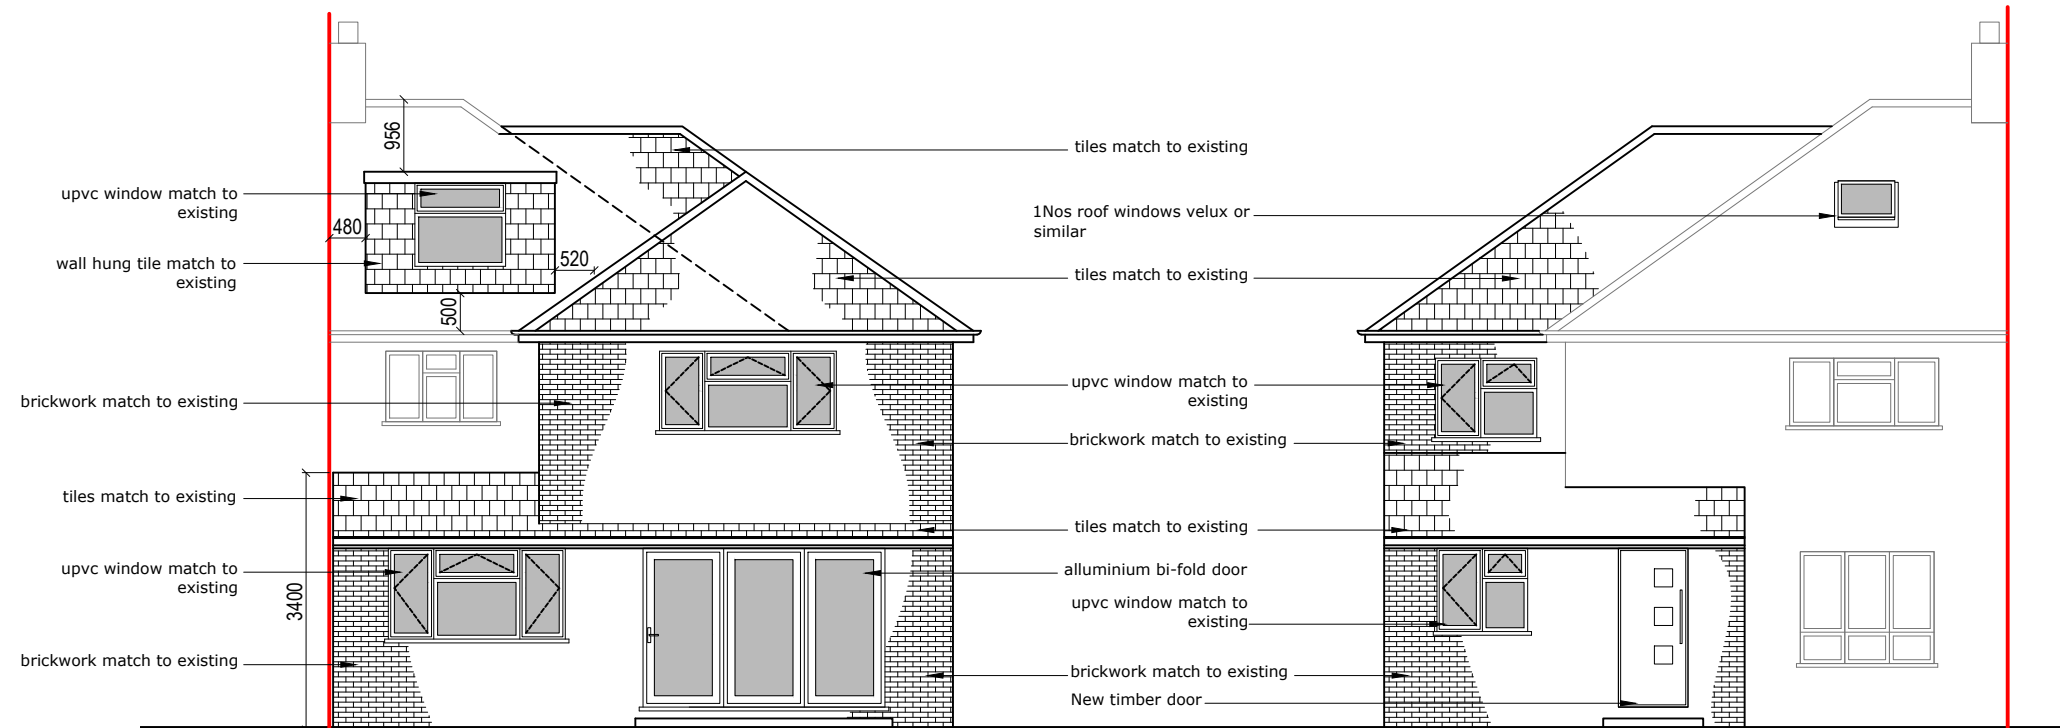 956
upvc window match to
existing
480
wall hung tile match to
existing
520
500
brickwork match to existing
tiles match to existing
upvc window match to
existing
3400
brickwork match to existing
tiles match to existing
1Nos roof windows velux or
similar
tiles match to existing
upvc window match to
existing
brickwork match to existing
tiles match to existing
alluminium bi-fold door
upvc window match to
existing
brickwork match to existing
New timber door